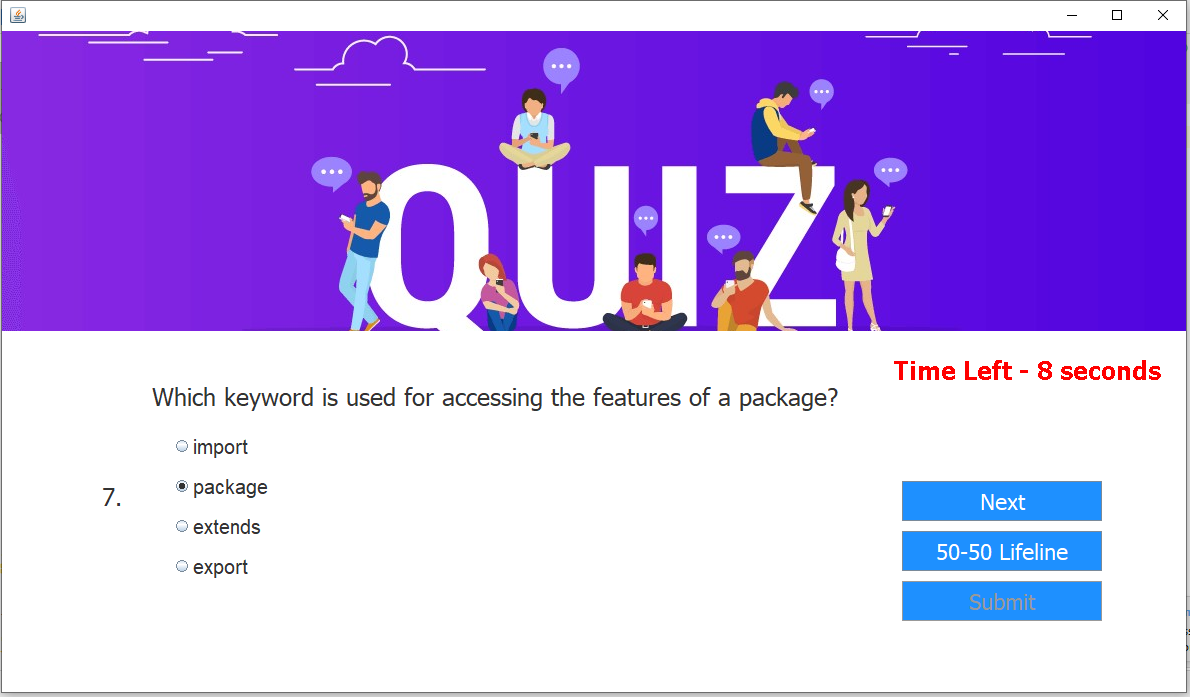 QUIZ
Time Left - 8 seconds
Which keyword is used for accessing the features of a package?
7.
import
package
extends
export
Next
50-50 Lifeline
Submit